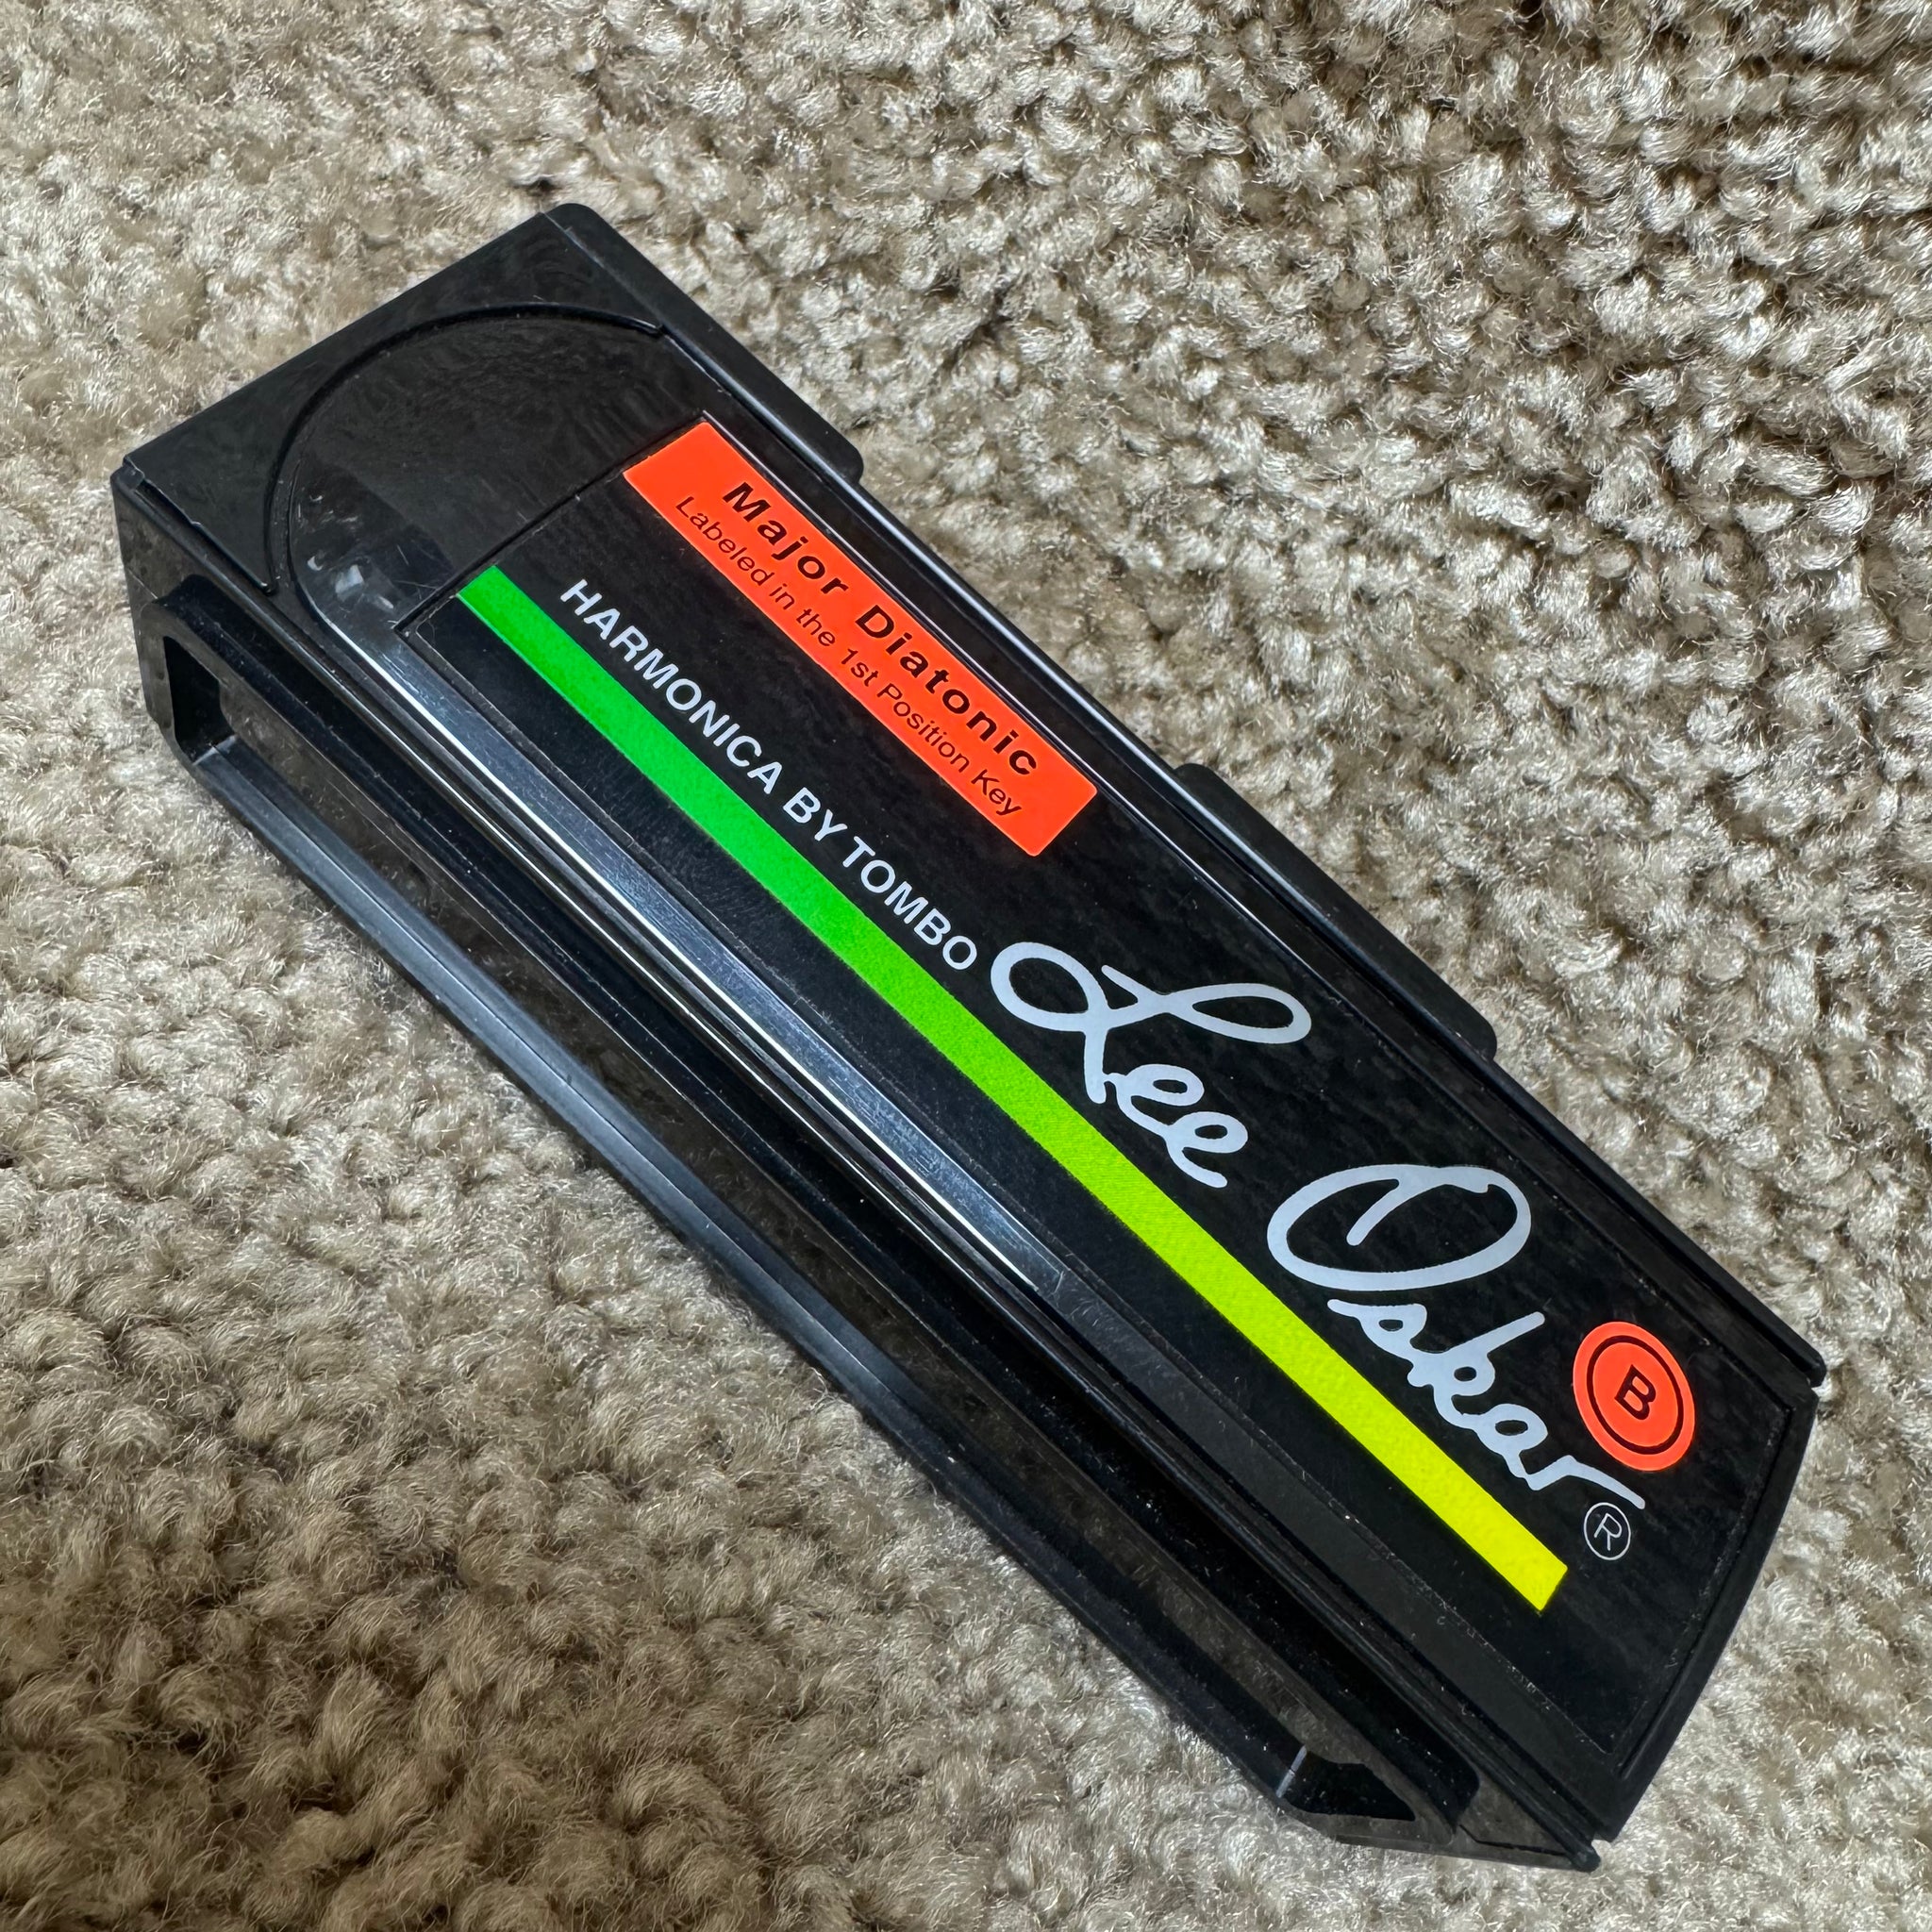 Major Diatonic
Labeled in the 1st Position Key
HARMONICA BY TOMBO
Lee Oskar®
B